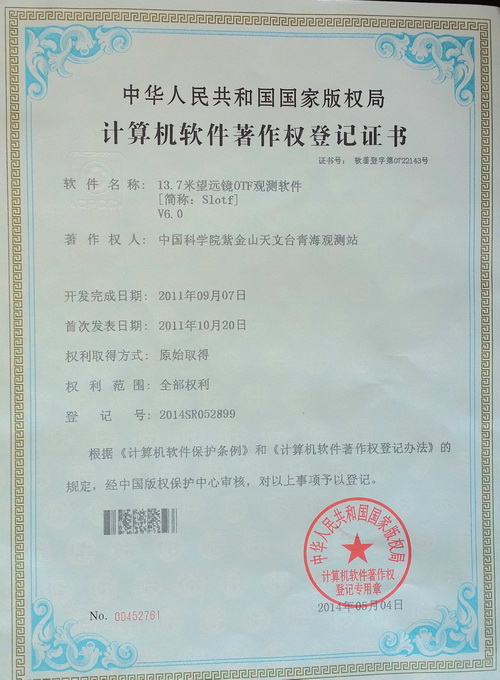 中华人民共和国国家版权局
计算机软件著作权登记证书
证书号： 软著登字第0722143号
软件名称： 13.7米望远镜OTF观测软件
[简称：Slotf]
V6.0
著作权人： 中国科学院紫金山天文台青海观测站
开发完成日期： 2011年09月07日
首次发表日期： 2011年10月20日
权利取得方式： 原始取得
权利范围： 全部权利
登记号： 2014SR052899
根据《计算机软件保护条例》和《计算机软件著作权登记办法》的
规定，经中国版权保护中心审核，对以上事项予以登记。
中华人民共和国国家版权局
计算机软件著作权
登记专用章
2014年05月04日
No. 00452761